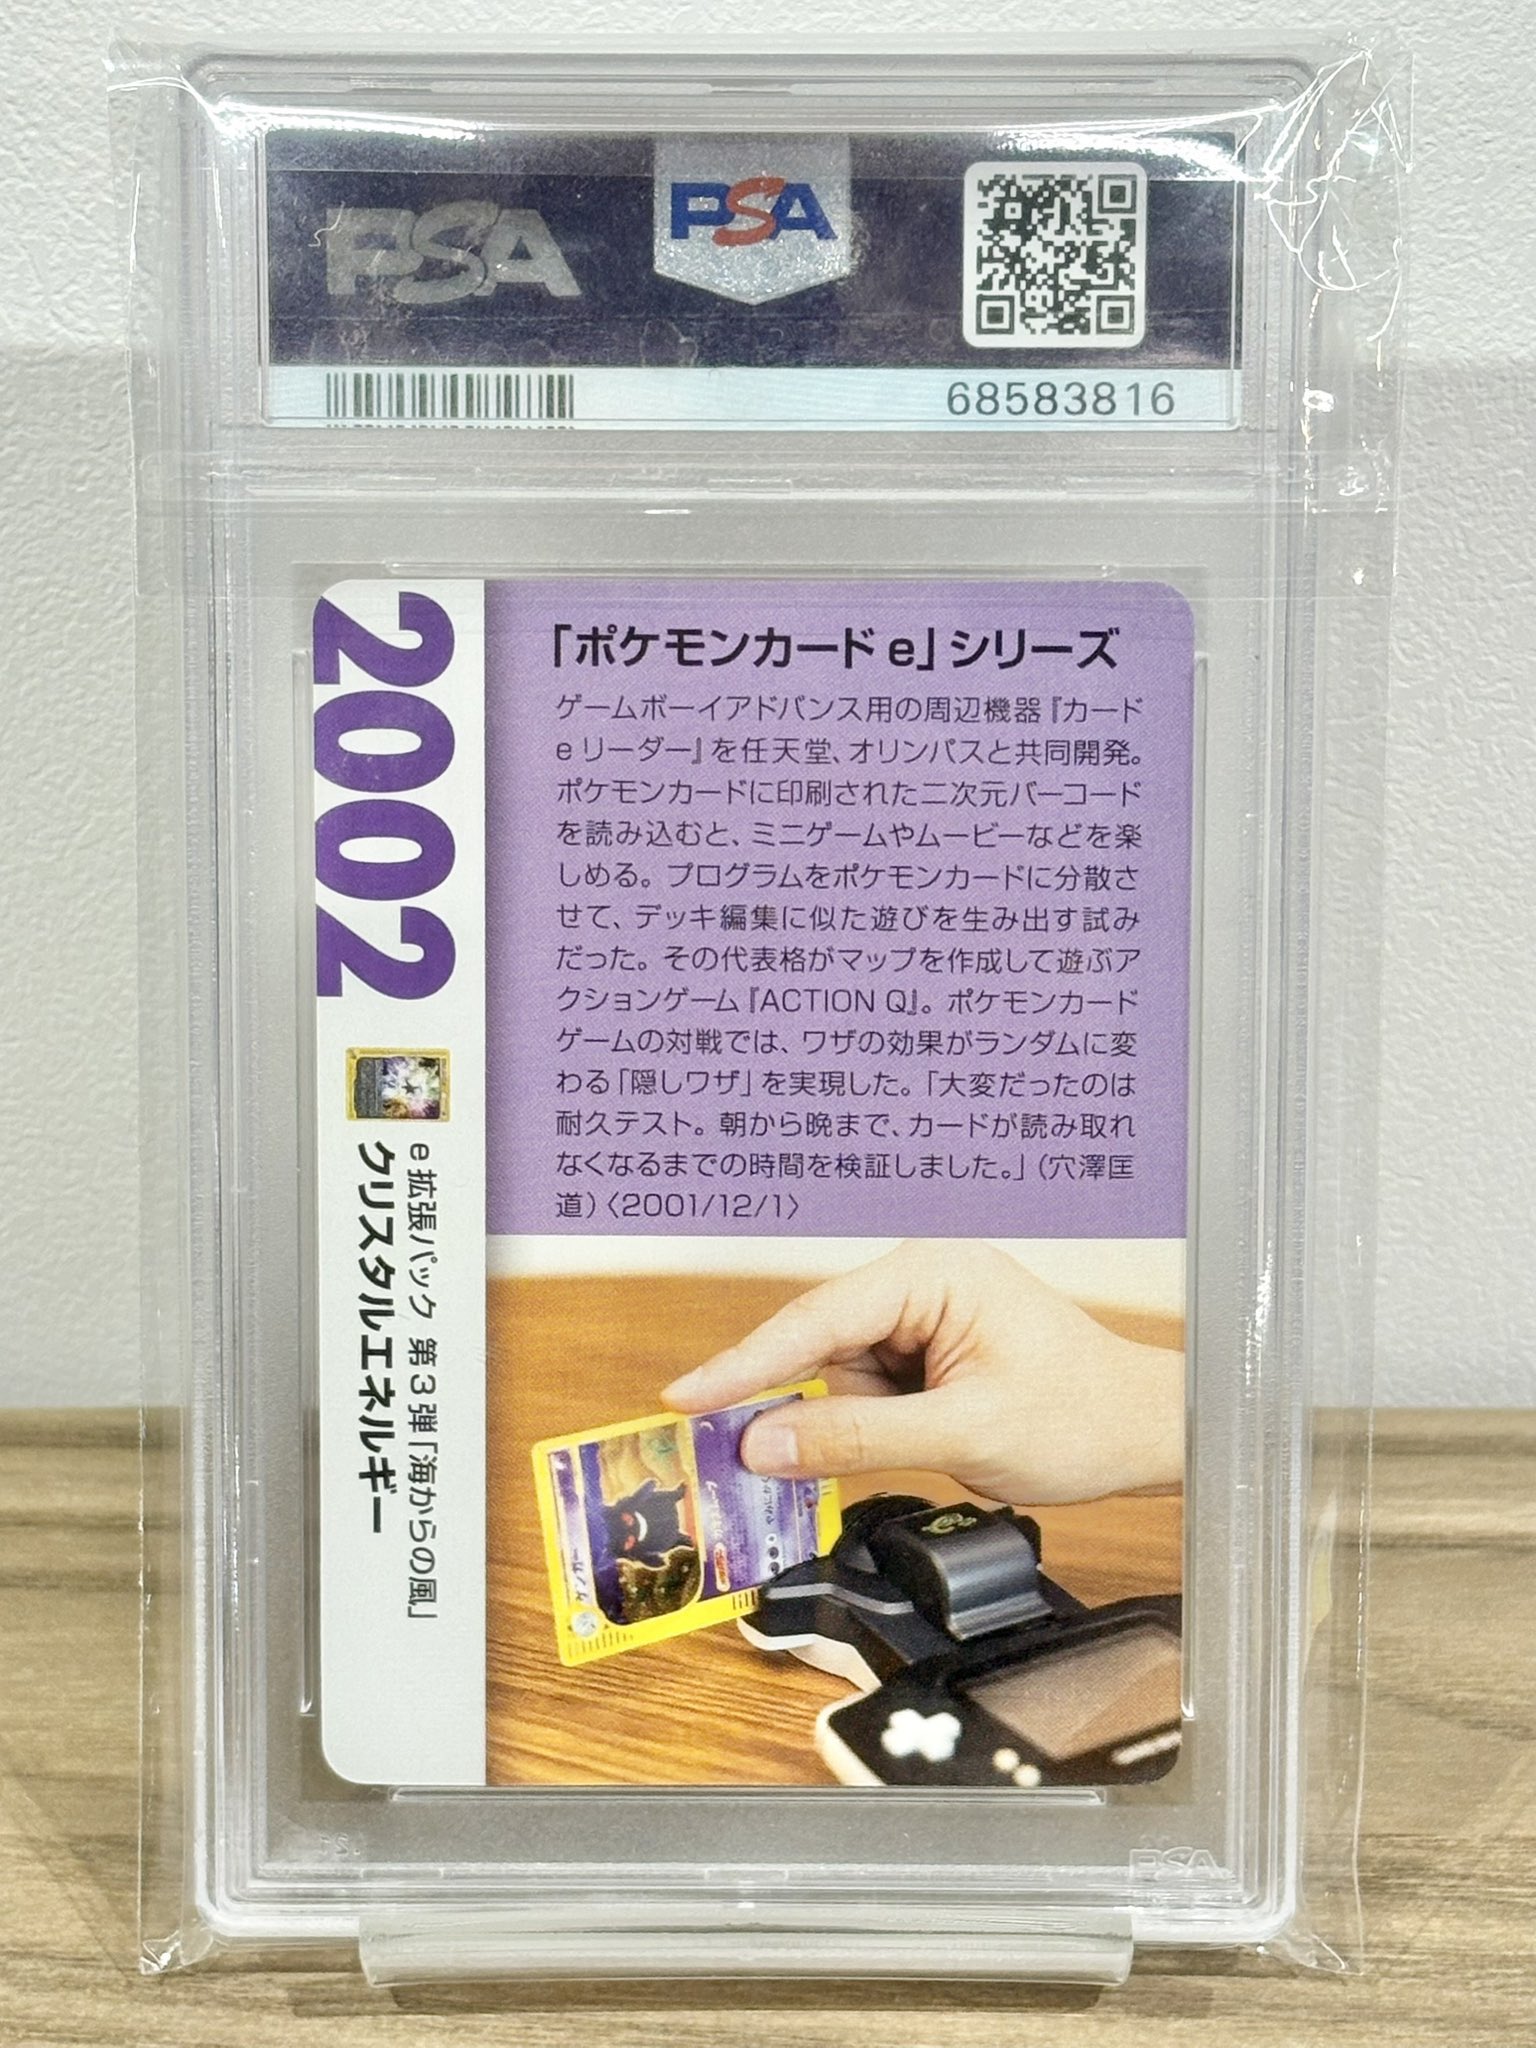 PSA
PSA
68583816
2002
e拡張パック 第3弾「海からの風」
クリスタルエネルギー
「ポケモンカードe」シリーズ
ゲームボーイアドバンス用の周辺機器『カード
eリーダー』を任天堂、オリンパスと共同開発。
ポケモンカードに印刷された二次元バーコード
を読み込むと、ミニゲームやムービーなどを楽
しめる。プログラムをポケモンカードに分散さ
せて、デッキ編集に似た遊びを生み出す試み
だった。その代表格がマップを作成して遊ぶア
クションゲーム『ACTION Q』。ポケモンカード
ゲームの対戦では、ワザの効果がランダムに変
わる「隠しワザ」を実現した。「大変だったのは
耐久テスト。朝から晩まで、カードが読み取れ
なくなるまでの時間を検証しました。」(穴澤匡
道)〈2001/12/1〉
ゲンガー
PSA